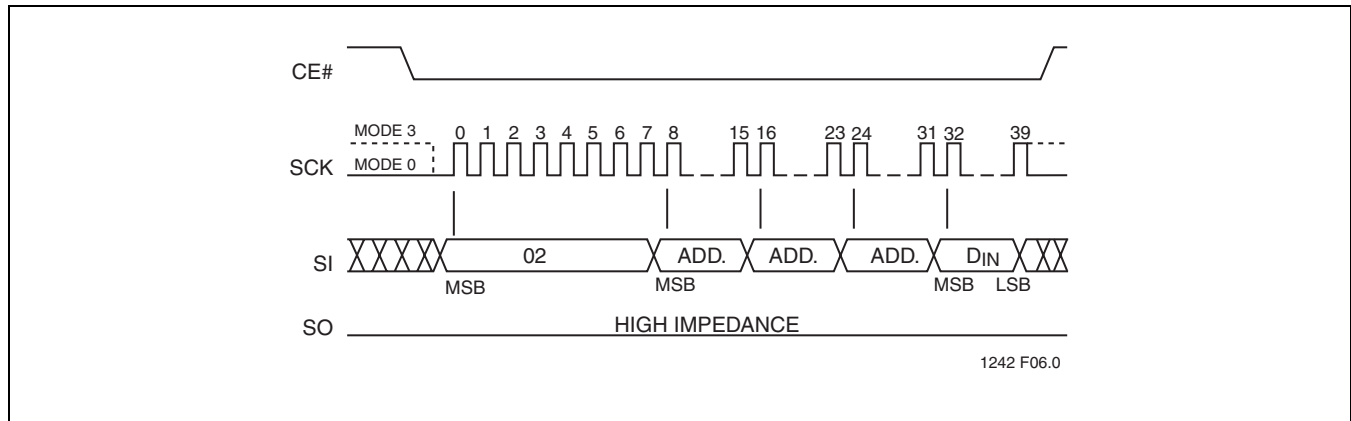 CE#
MODE 3 0 1 2 3 4 5 6 7 8 15 16 23 24 31 32 39
SCK MODE 0
SI 02 ADD. ADD. ADD. DIN
MSB MSB MSB LSB
SO HIGH IMPEDANCE
1242 F06.0